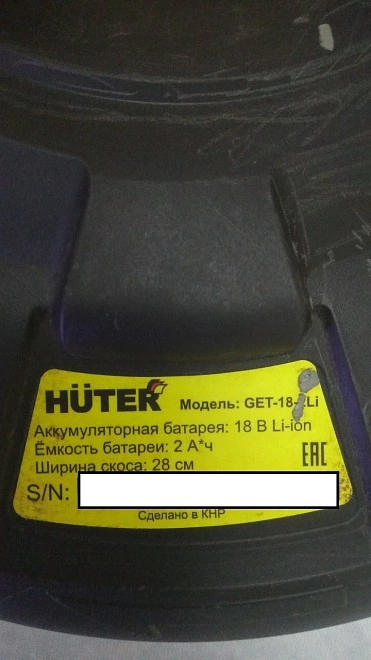 HÜTER Модель: GET-18-2Li
Аккумуляторная батарея: 18 В Li-ion
Ёмкость батареи: 2 А*ч
Ширина скоса: 28 см
EAC
S/N:
Сделано в КНР